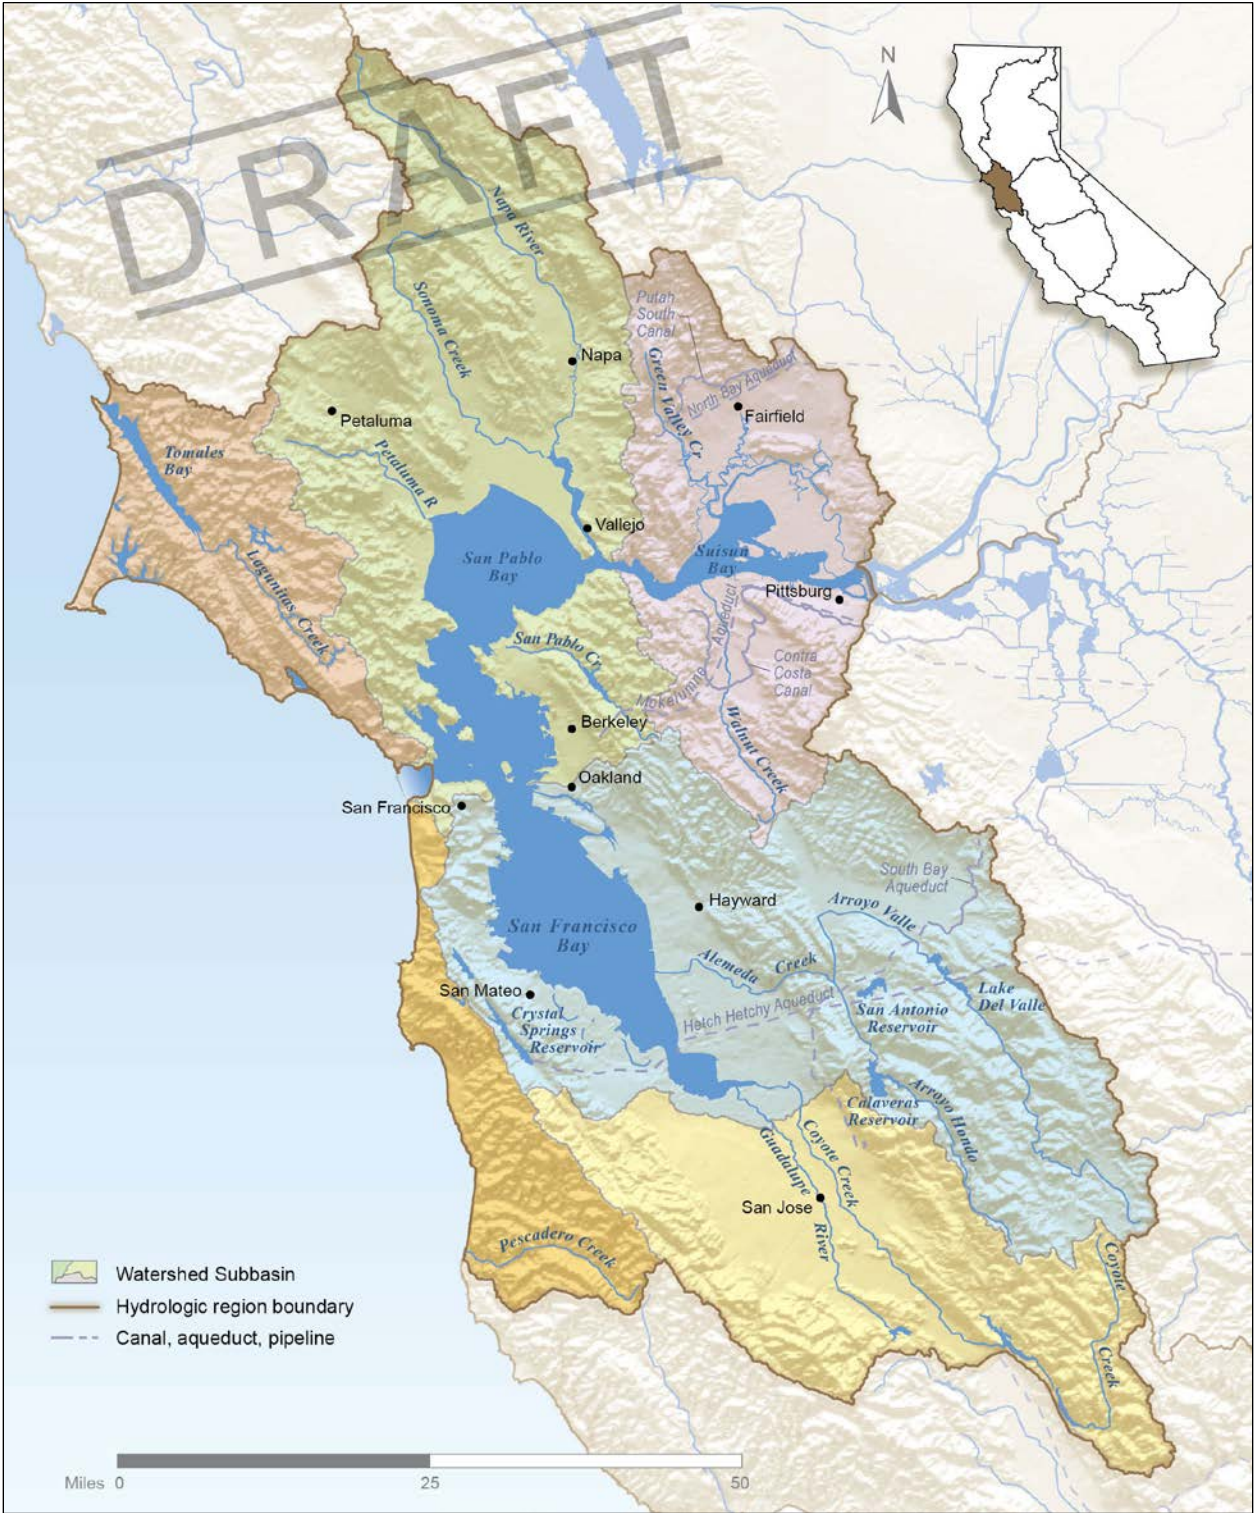 DRAFT
N
Napa River
Sonoma Creek
Putah
South
Canal
Green Valley Cr
North Bay Aqueduct
Napa
Fairfield
Petaluma
Petaluma R
Tomales
Bay
Vallejo
San Pablo
Bay
Suisun
Bay
Lagunitas Creek
Pittsburg
San Pablo Cr
Mokelumne Aqueduct
Contra
Costa
Canal
Walnut Creek
Berkeley
Oakland
San Francisco
South Bay
Aqueduct
Hayward
Arroyo Valle
San Francisco
Bay
Alameda Creek
San Mateo
Lake
Del Valle
Crystal
Springs
Reservoir
Hetch Hetchy Aqueduct
San Antonio
Reservoir
Calaveras
Reservoir
Arroyo Hondo
Guadalupe River
Coyote Creek
San Jose
Pescadero Creek
Coyote Creek
Watershed Subbasin
Hydrologic region boundary
Canal, aqueduct, pipeline
Miles 0 25 50